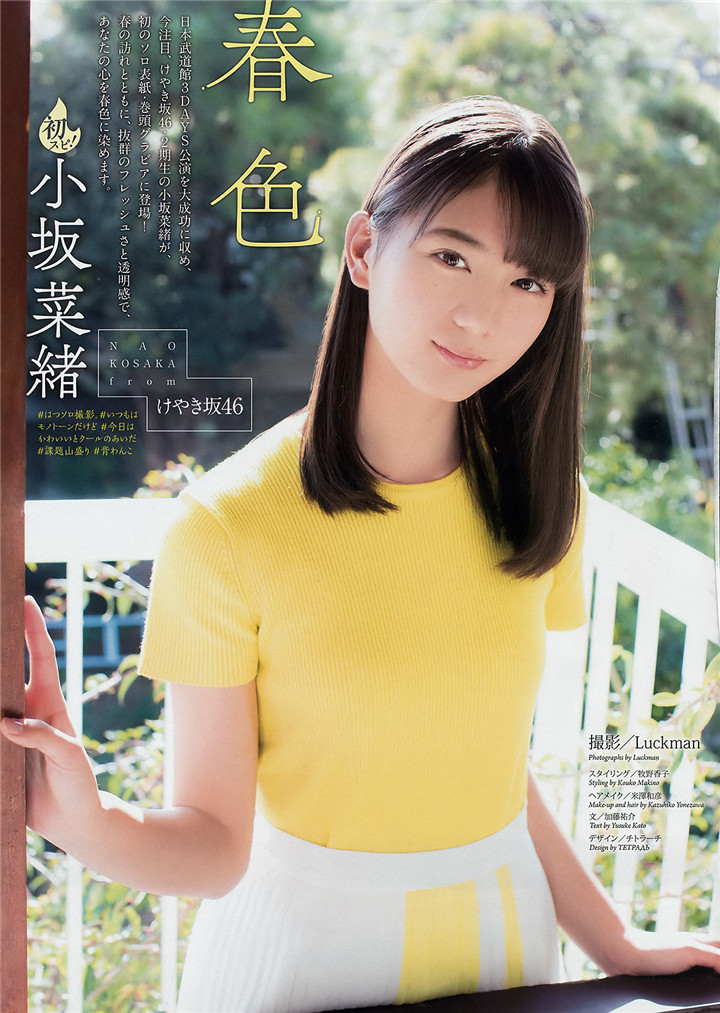 春色
日本武道館3DAYS公演を大成功に収め、
今注目、けやき坂46・2期生の小坂菜緒が、
初のソロ表紙・巻頭グラビアに登場！
春の訪れとともに、抜群のフレッシュさと透明感で、
あなたの心を春色に染めます。
初スピ！
小坂菜緒
NAO
KOSAKA
from
けやき坂46
#はつソロ撮影、#いつもは
モノトーンだけど #今日は
かわいいとクールのあいだ
#課題山盛り #背わんこ
撮影／Luckman
Photographs by Luckman
スタイリング／牧野香子
Styling by Kouko Makino
ヘアメイク／米澤和彦
Make-up and hair by Kazuhiko Yonezawa
文／加藤祐介
Text by Yusuke Kato
デザイン／チトラーチ
Design by TETPAДb